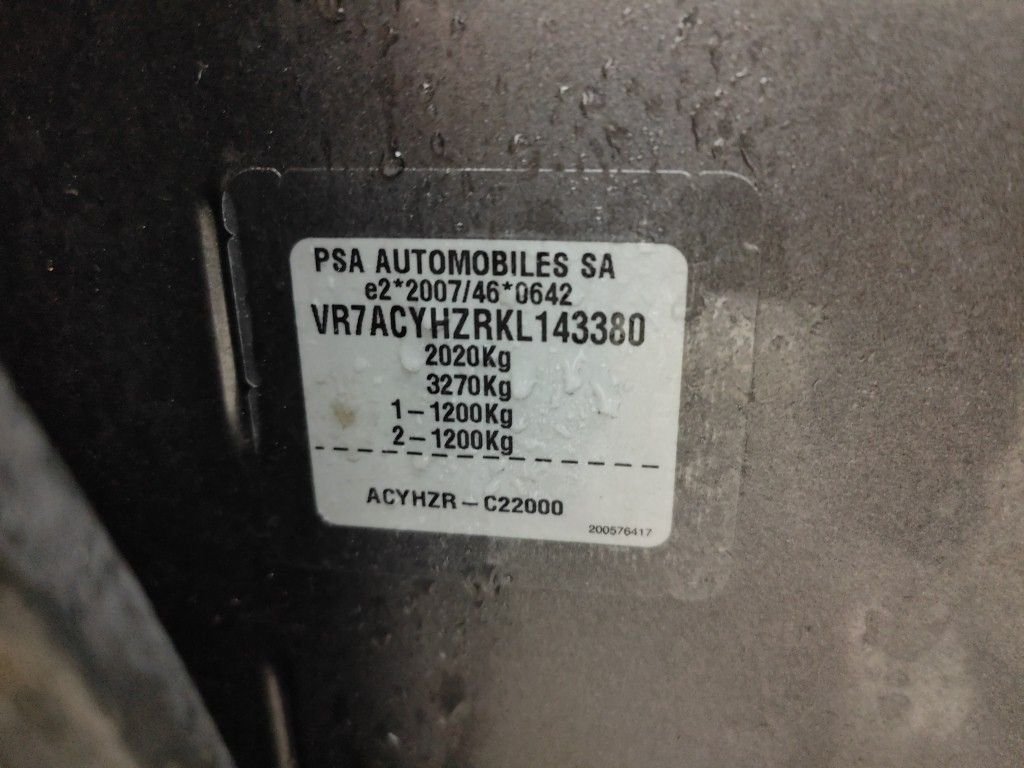 PSA AUTOMOBILES SA
e2*2007/46*0642
VR7ACYHZRKL143380
2020Kg
3270Kg
1-1200Kg
2-1200Kg
ACYHZR-C22000
200576417